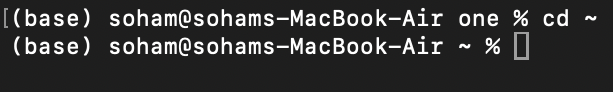 [(base) soham@sohams-MacBook-Air one % cd ~
(base) soham@sohams-MacBook-Air ~ %